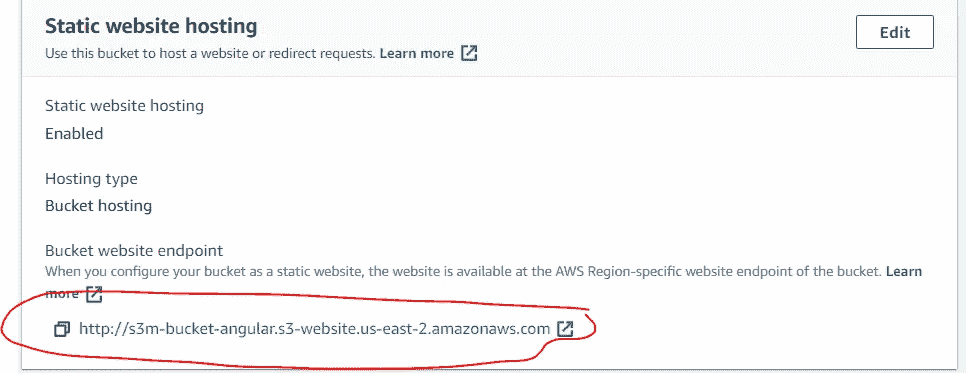 Static website hosting
Edit
Use this bucket to host a website or redirect requests. Learn more
Static website hosting
Enabled
Hosting type
Bucket hosting
Bucket website endpoint
When you configure your bucket as a static website, the website is available at the AWS Region-specific website endpoint of the bucket. Learn
more
http://s3m-bucket-angular.s3-website.us-east-2.amazonaws.com